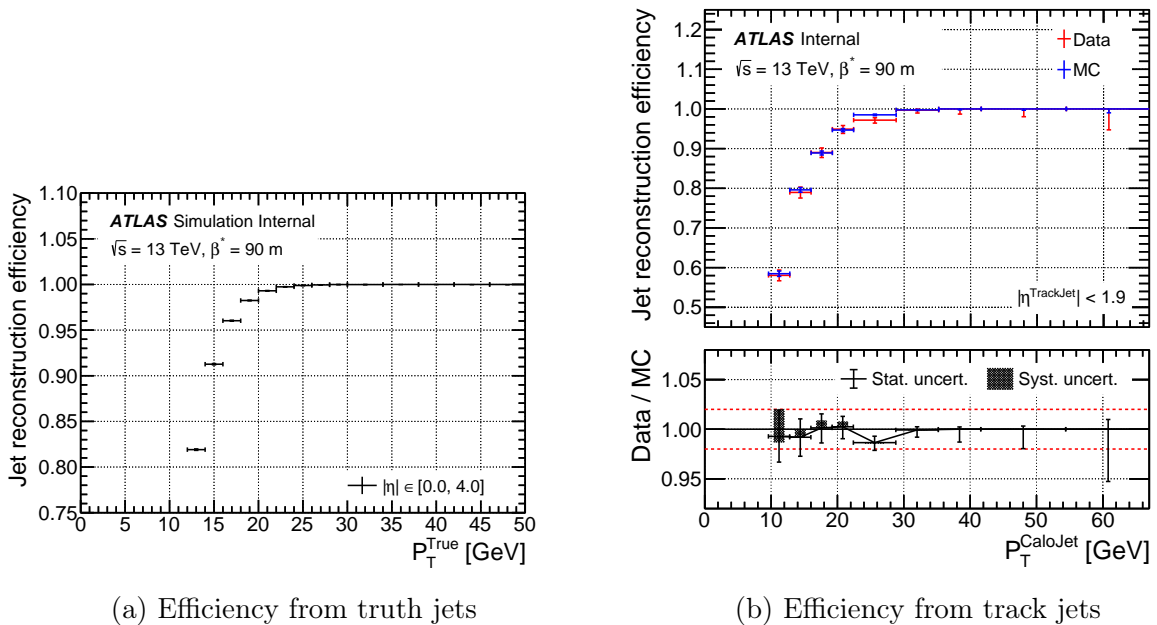 1.10
1.05
1.00
0.95
0.90
0.85
0.80
0.75
Jet reconstruction efficiency
ATLAS Simulation Internal
√s = 13 TeV, β* = 90 m
|η| ∈ [0.0, 4.0]
0 5 10 15 20 25 30 35 40 45 50
P_T^True [GeV]
(a) Efficiency from truth jets
1.2
1.1
1.0
0.9
0.8
0.7
0.6
0.5
Jet reconstruction efficiency
ATLAS Internal
√s = 13 TeV, β* = 90 m
Data
MC
|η^TrackJet| < 1.9
1.05
1.00
0.95
Data / MC
Stat. uncert. Syst. uncert.
0 10 20 30 40 50 60
P_T^CaloJet [GeV]
(b) Efficiency from track jets